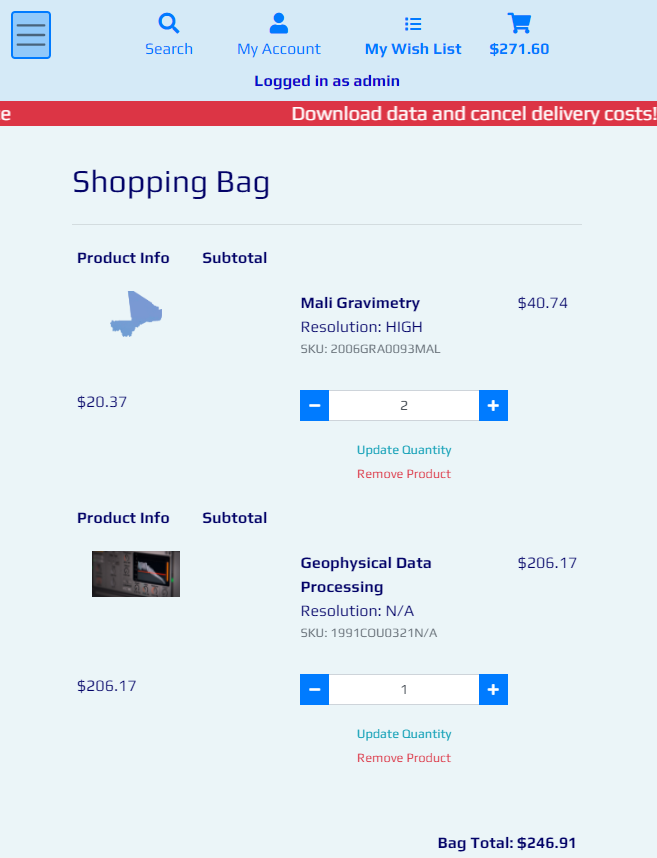 Search
My Account
My Wish List
$271.60
Logged in as admin
e Download data and cancel delivery costs!
Shopping Bag
Product Info Subtotal
Mali Gravimetry $40.74
Resolution: HIGH
SKU: 2006GRA0093MAL
$20.37
2
Update Quantity
Remove Product
Product Info Subtotal
Geophysical Data $206.17
Processing
Resolution: N/A
SKU: 1991COU0321N/A
$206.17
1
Update Quantity
Remove Product
Bag Total: $246.91